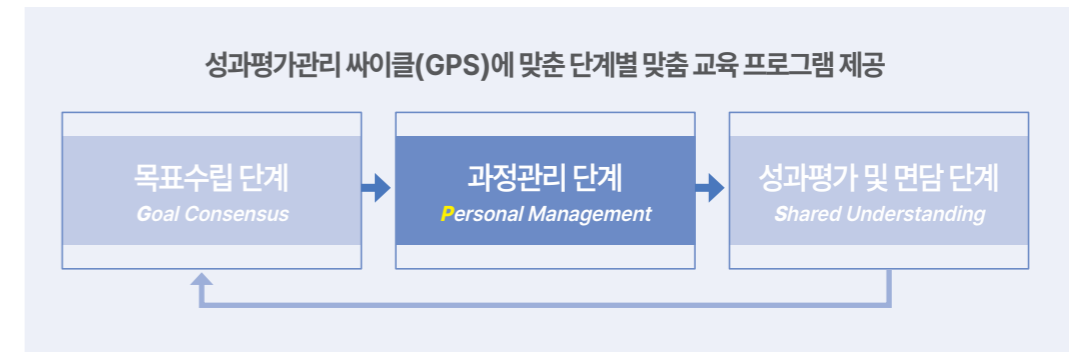 성과평가관리 싸이클(GPS)에 맞춘 단계별 맞춤 교육 프로그램 제공
목표수립 단계
Goal Consensus
과정관리 단계
Personal Management
성과평가 및 면담 단계
Shared Understanding